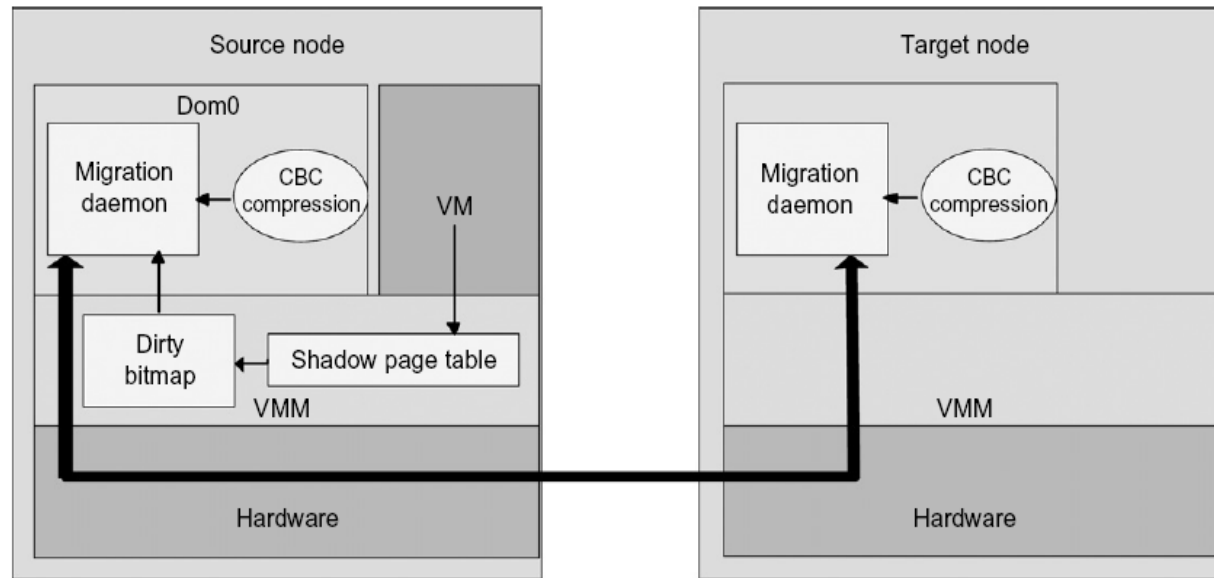 Source node
Dom0
Migration
daemon
CBC
compression
VM
Dirty
bitmap
Shadow page table
VMM
Hardware
Target node
Migration
daemon
CBC
compression
VMM
Hardware